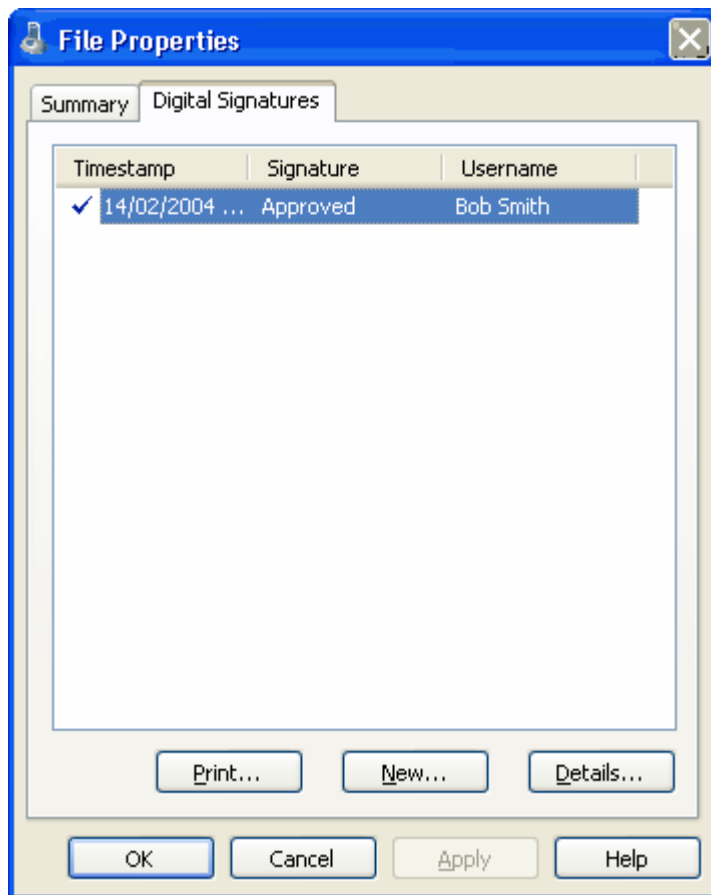 File Properties
Summary Digital Signatures
Timestamp Signature Username
14/02/2004 ... Approved Bob Smith
Print... New... Details...
OK Cancel Apply Help